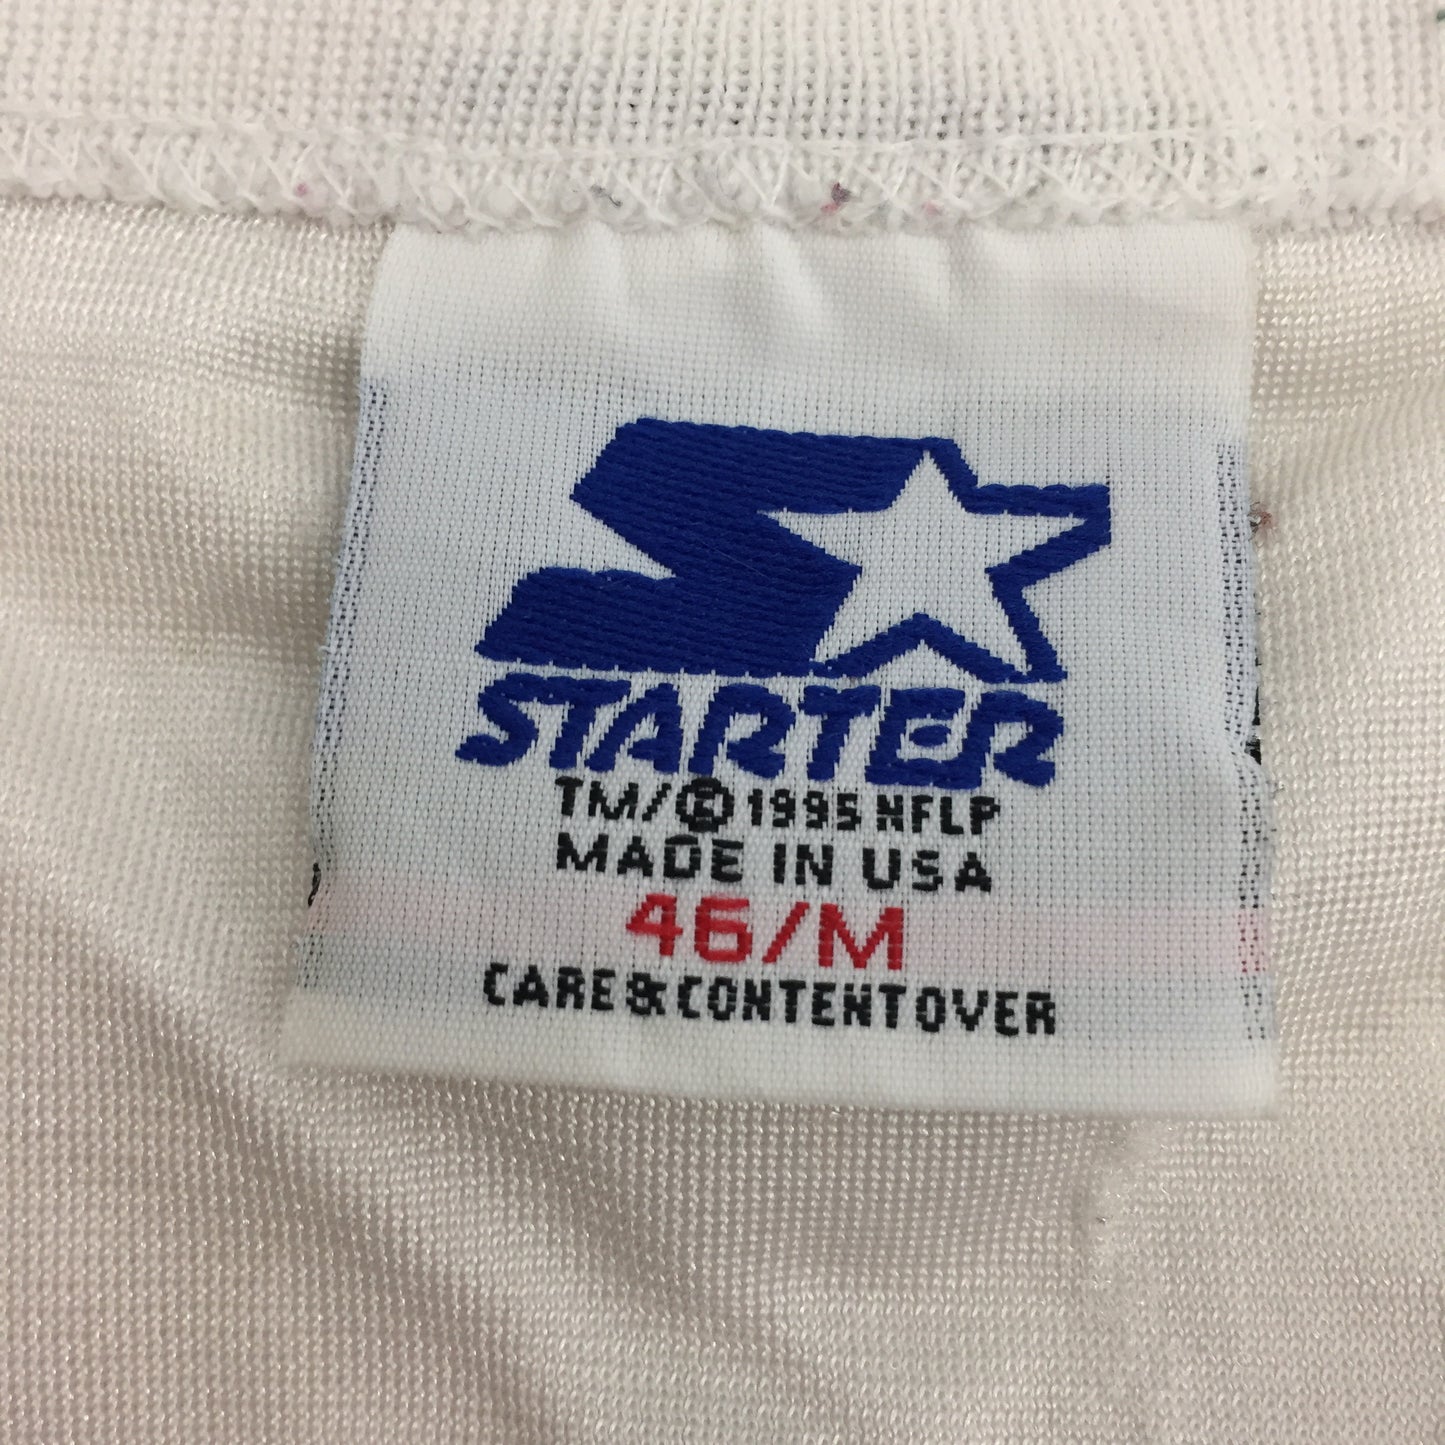 STARTER
TM/® 1995 NFLP
MADE IN USA
46/M
CARE & CONTENT OVER